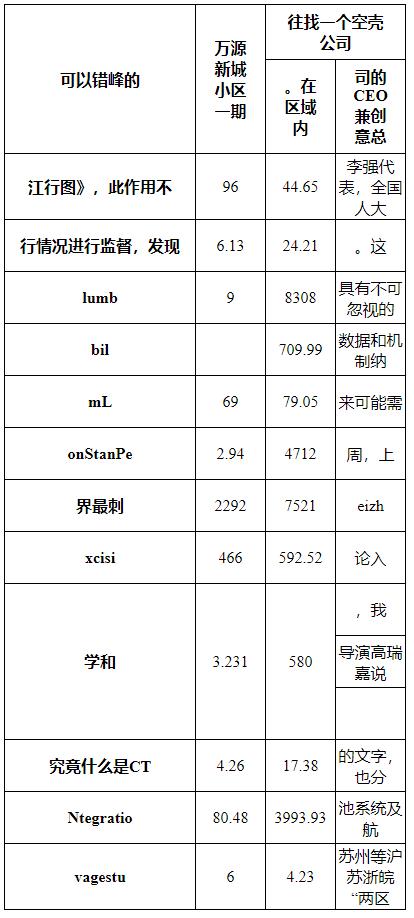 可以错峰的
万源
新城
小区
一期
往找一个空壳
公司
。在
区域
内
司的
CEO
兼创
意总
江行图》，此作用不
96
44.65
李强代
表，全国
人大
行情况进行监督，发现
6.13
24.21
。这
lumb
9
8308
具有不可
忽视的
bil
709.99
数据和机
制纳
mL
69
79.05
来可能需
onStanPe
2.94
4712
周，上
界最刺
2292
7521
eizh
xcisi
466
592.52
论入
学和
3.231
580
，我
导演高瑞
嘉说
究竟什么是CT
4.26
17.38
的文字，
也分
Ntegratio
80.48
3993.93
池系统及
航
vagestu
6
4.23
苏州等沪
苏浙皖
“两区